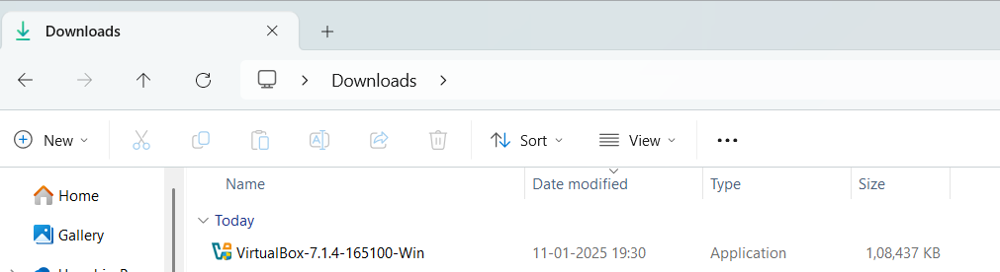 Downloads
Downloads
New Sort View
Name Date modified Type Size
Home
Today
Gallery
VirtualBox-7.1.4-165100-Win 11-01-2025 19:30 Application 1,08,437 KB